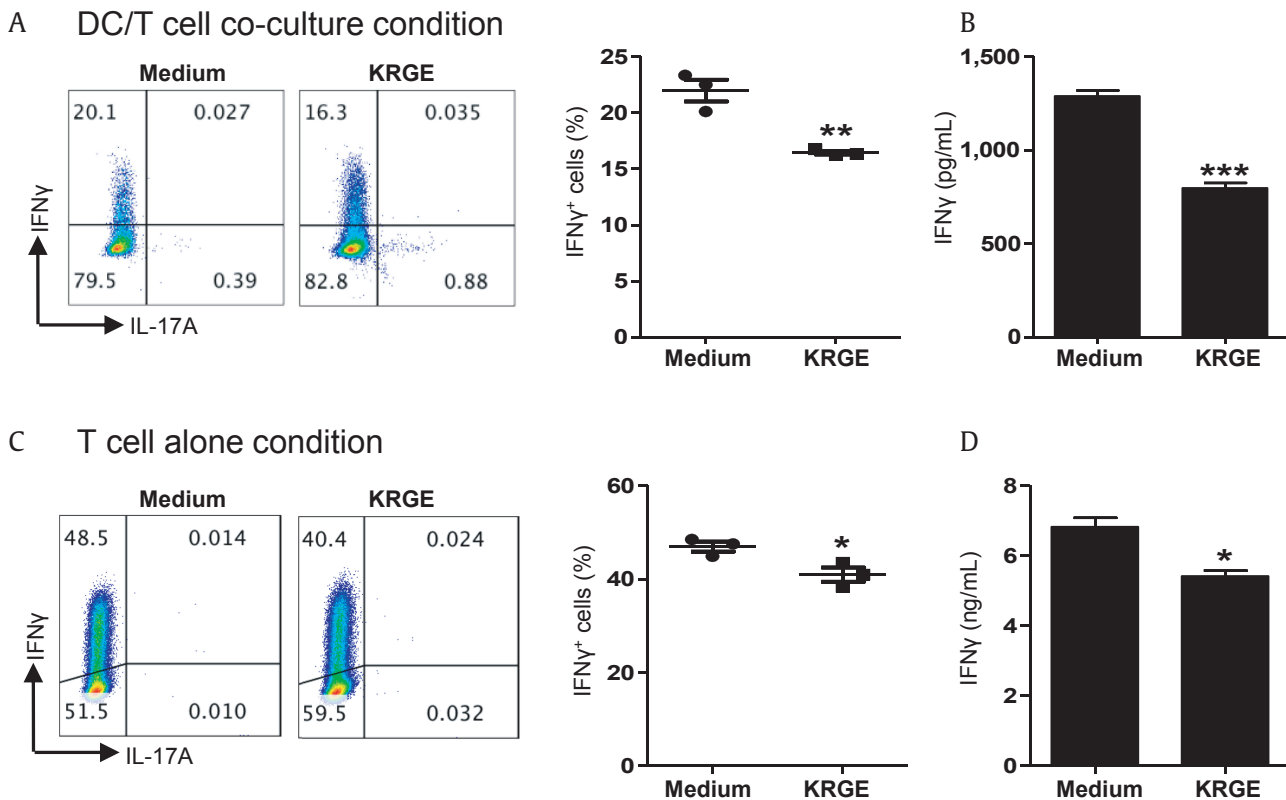 A DC/T cell co-culture condition
Medium KRGE
20.1 0.027
79.5 0.39
16.3 0.035
82.8 0.88
IFNγ
IL-17A
25
20
15
10
5
0
IFNγ+ cells (%)
**
Medium KRGE
B
1,500
1,000
500
0
IFNγ (pg/mL)
***
Medium KRGE
C T cell alone condition
Medium KRGE
48.5 0.014
51.5 0.010
40.4 0.024
59.5 0.032
IFNγ
IL-17A
60
40
20
0
IFNγ+ cells (%)
*
Medium KRGE
D
8
6
4
2
0
IFNγ (ng/mL)
*
Medium KRGE